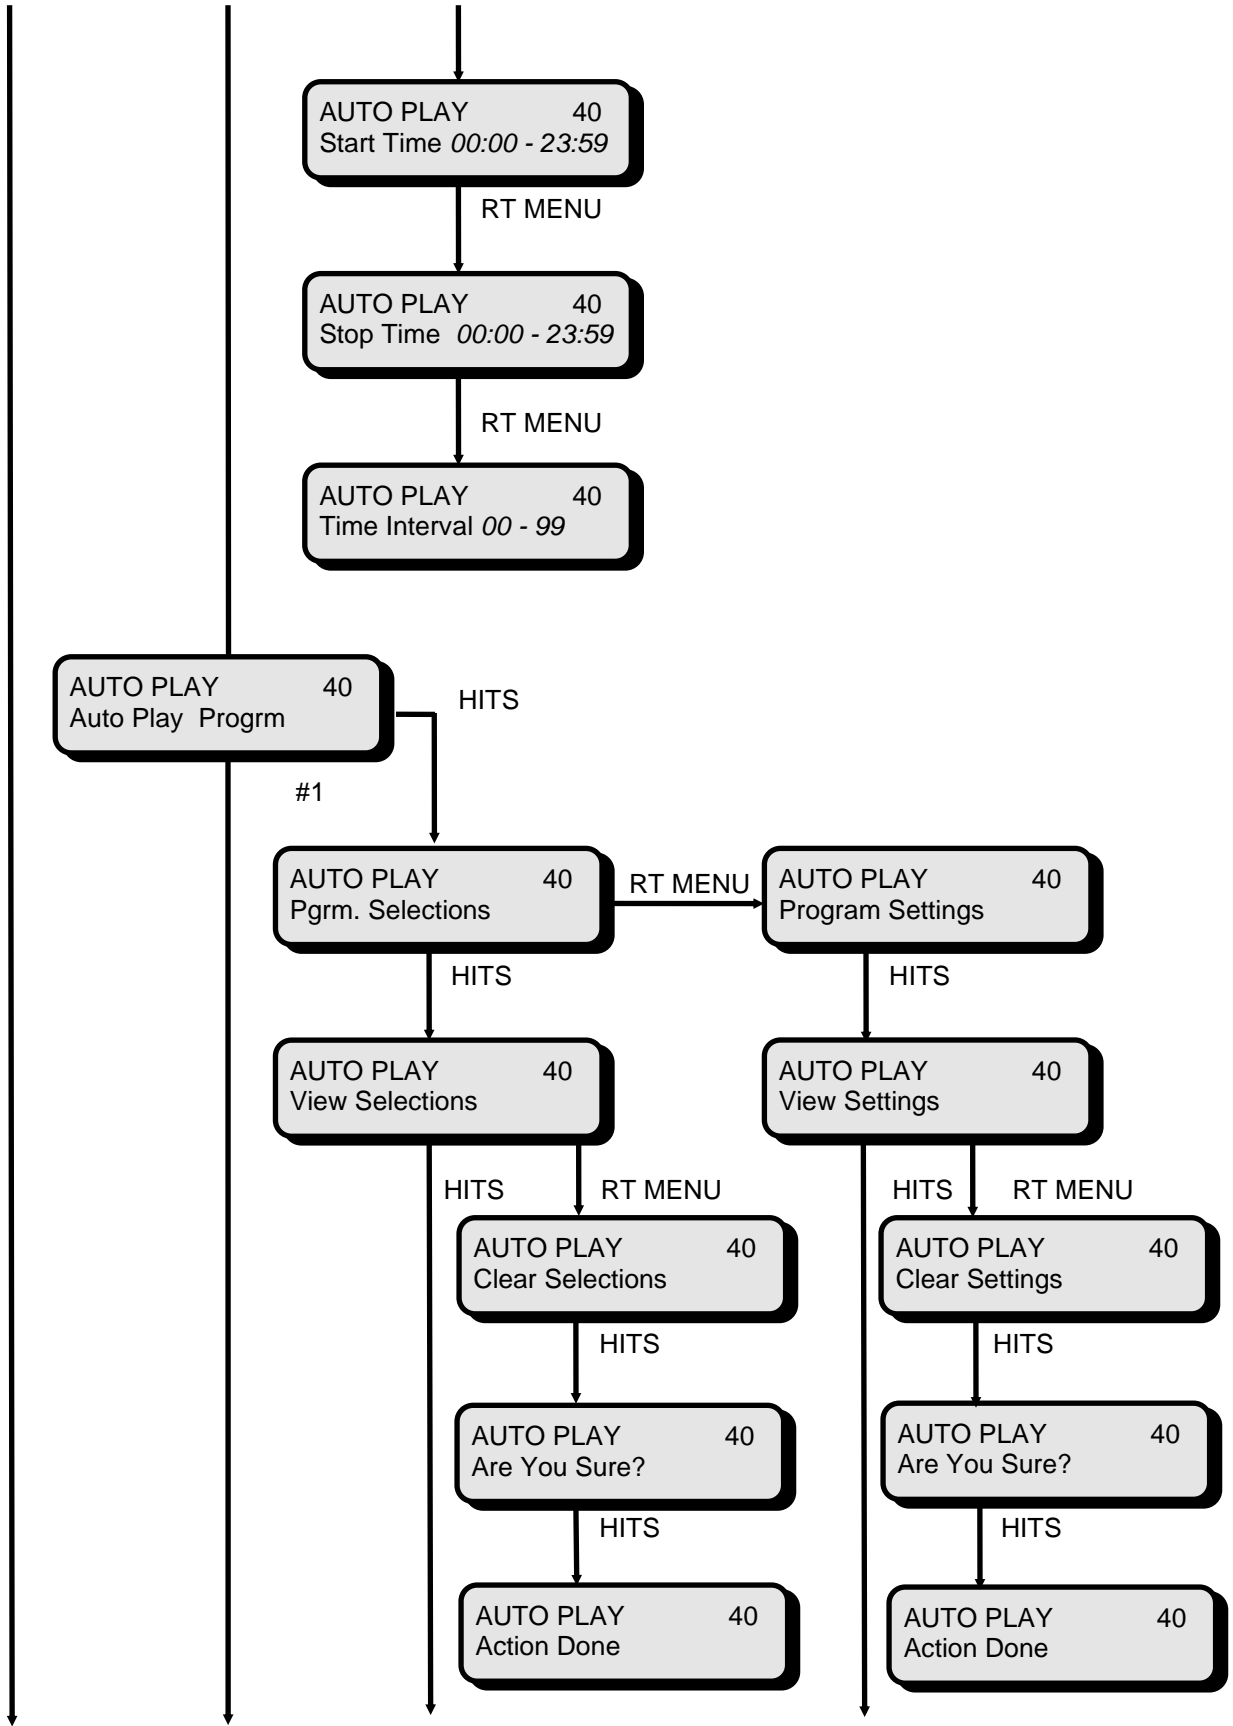 AUTO PLAY 40
Start Time 00:00 - 23:59
RT MENU
AUTO PLAY 40
Stop Time 00:00 - 23:59
RT MENU
AUTO PLAY 40
Time Interval 00 - 99
AUTO PLAY 40
Auto Play Progrm
HITS
#1
AUTO PLAY 40
Pgrm. Selections
RT MENU
AUTO PLAY 40
Program Settings
HITS
HITS
AUTO PLAY 40
View Selections
AUTO PLAY 40
View Settings
HITS
RT MENU
HITS
RT MENU
AUTO PLAY 40
Clear Selections
AUTO PLAY 40
Clear Settings
HITS
HITS
AUTO PLAY 40
Are You Sure?
AUTO PLAY 40
Are You Sure?
HITS
HITS
AUTO PLAY 40
Action Done
AUTO PLAY 40
Action Done